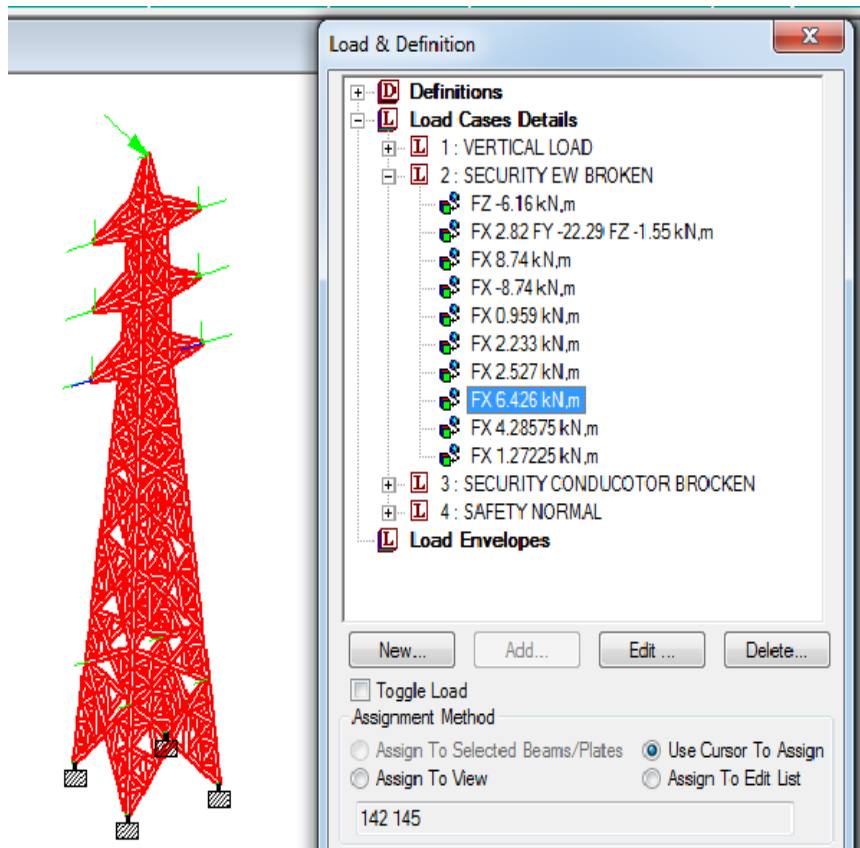 Load & Definition
D Definitions
L Load Cases Details
L 1 : VERTICAL LOAD
L 2 : SECURITY EW BROKEN
FZ -6.16 kN,m
FX 2.82 FY -22.29 FZ -1.55 kN,m
FX 8.74 kN,m
FX -8.74 kN,m
FX 0.959 kN,m
FX 2.233 kN,m
FX 2.527 kN,m
FX 6.426 kN,m
FX 4.28575 kN,m
FX 1.27225 kN,m
L 3 : SECURITY CONDUCOTOR BROCKEN
L 4 : SAFETY NORMAL
L Load Envelopes
New... Add... Edit ... Delete...
Toggle Load
Assignment Method
Assign To Selected Beams/Plates Use Cursor To Assign
Assign To View Assign To Edit List
142 145